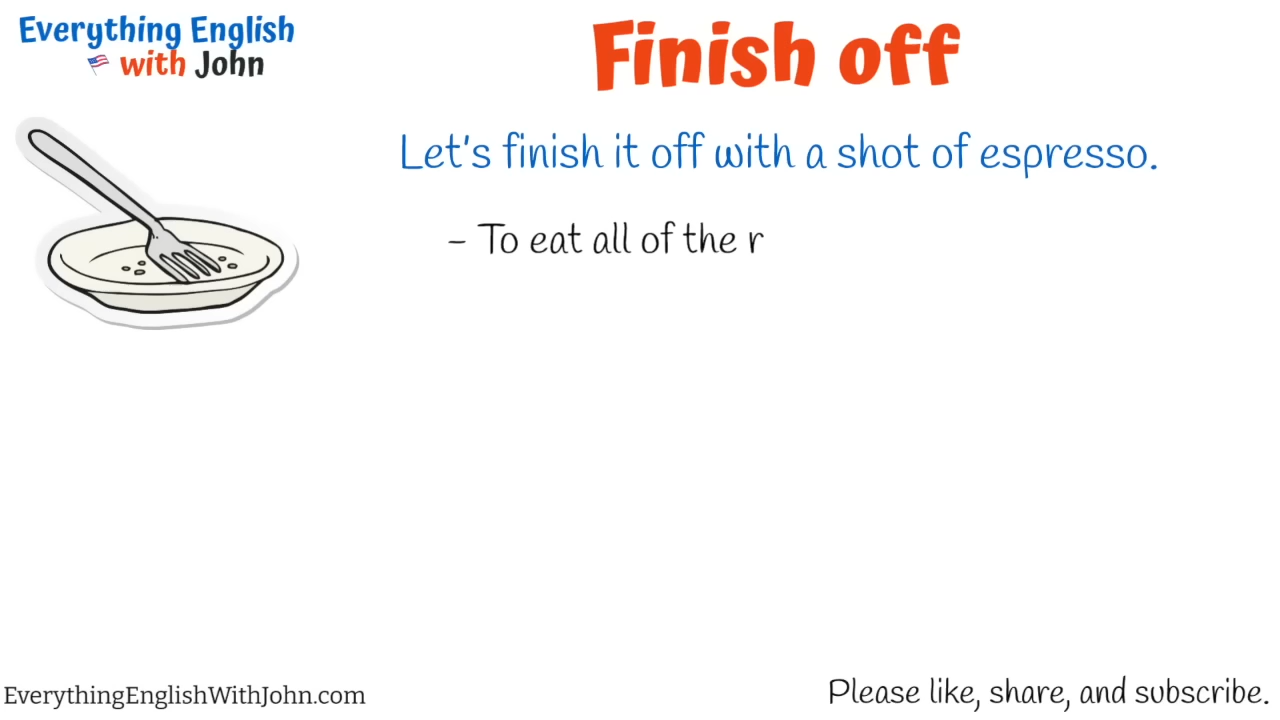 Everything English
with John
Finish off
Let's finish it off with a shot of espresso.
- To eat all of the r
EverythingEnglishWithJohn.com
Please like, share, and subscribe.